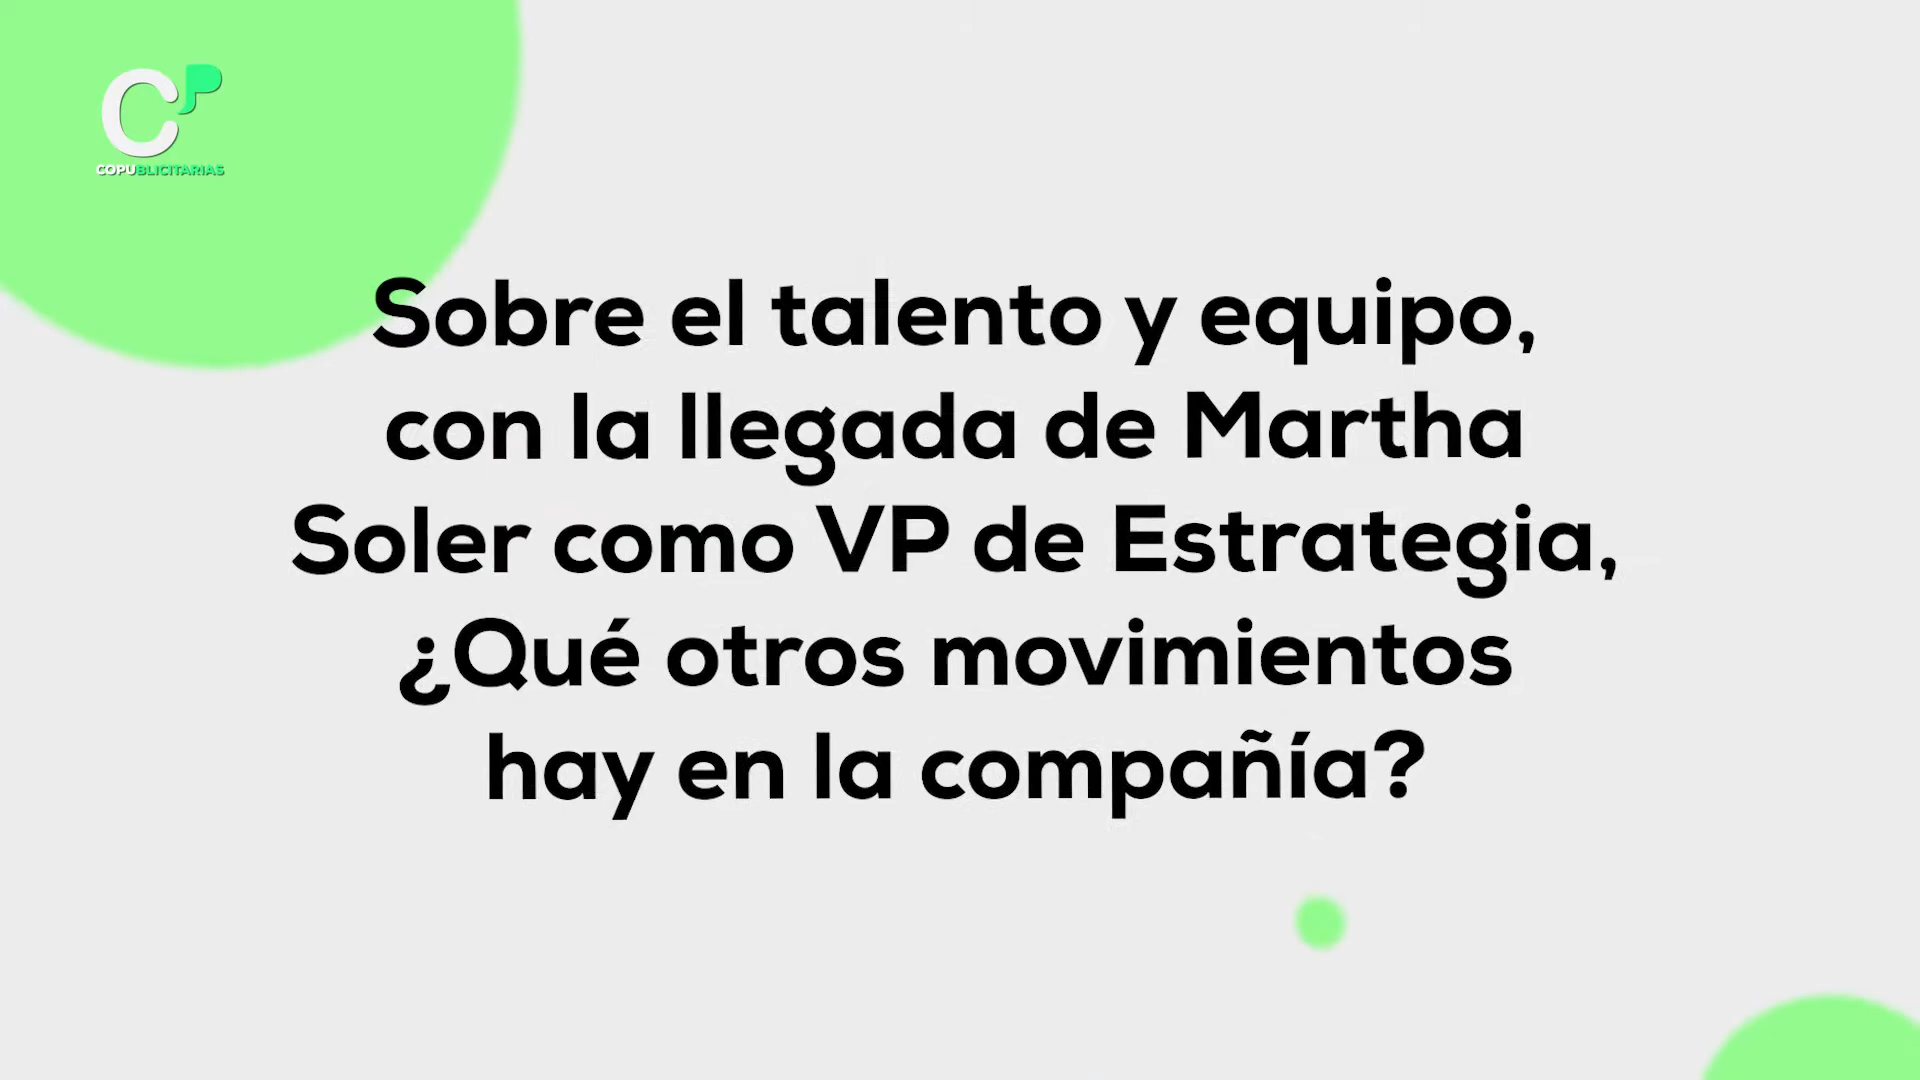 CP
COPUBLICITARIAS
Sobre el talento y equipo,
con la llegada de Martha
Soler como VP de Estrategia,
¿Qué otros movimientos
hay en la compañía?